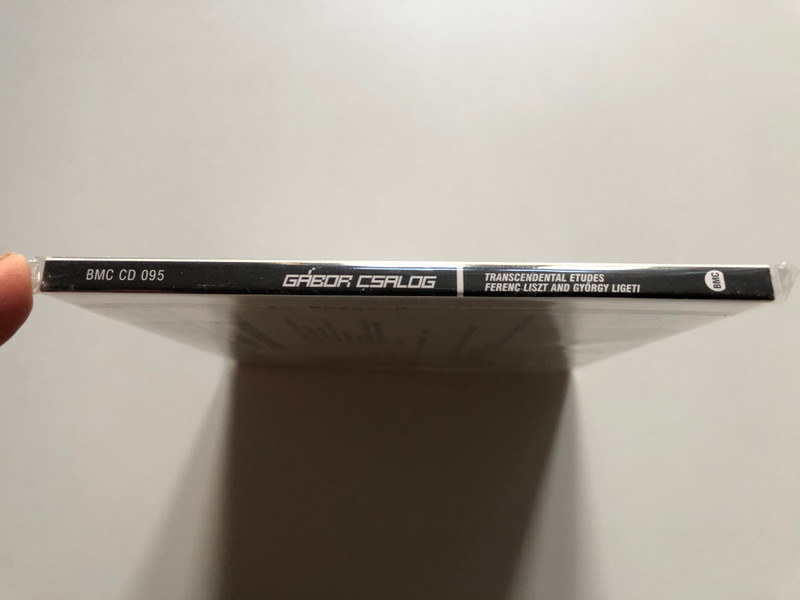 BMC CD 095
GÁBOR CSALOG
TRANSCENDENTAL ETUDES
FERENC LISZT AND GYÖRGY LIGETI
BMC